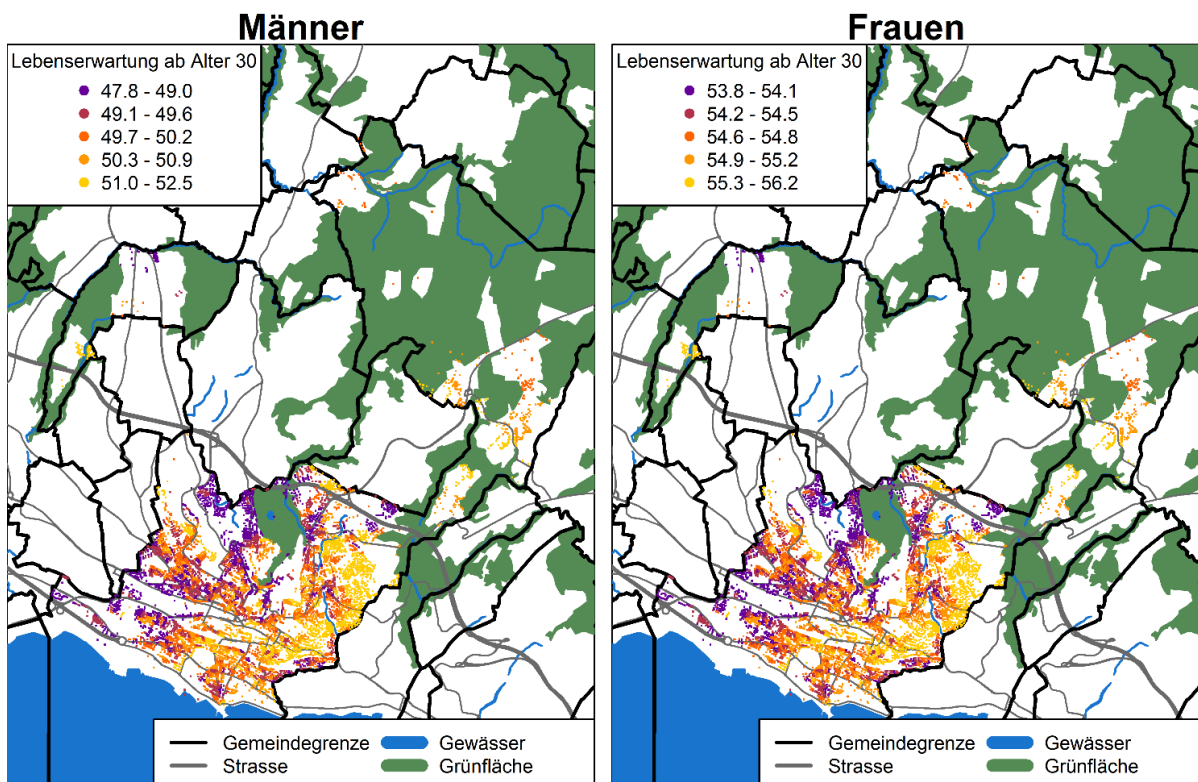 Männer
Lebenserwartung ab Alter 30
47.8 - 49.0
49.1 - 49.6
49.7 - 50.2
50.3 - 50.9
51.0 - 52.5
Gemeindegrenze
Gewässer
Strasse
Grünfläche
Frauen
Lebenserwartung ab Alter 30
53.8 - 54.1
54.2 - 54.5
54.6 - 54.8
54.9 - 55.2
55.3 - 56.2
Gemeindegrenze
Gewässer
Strasse
Grünfläche